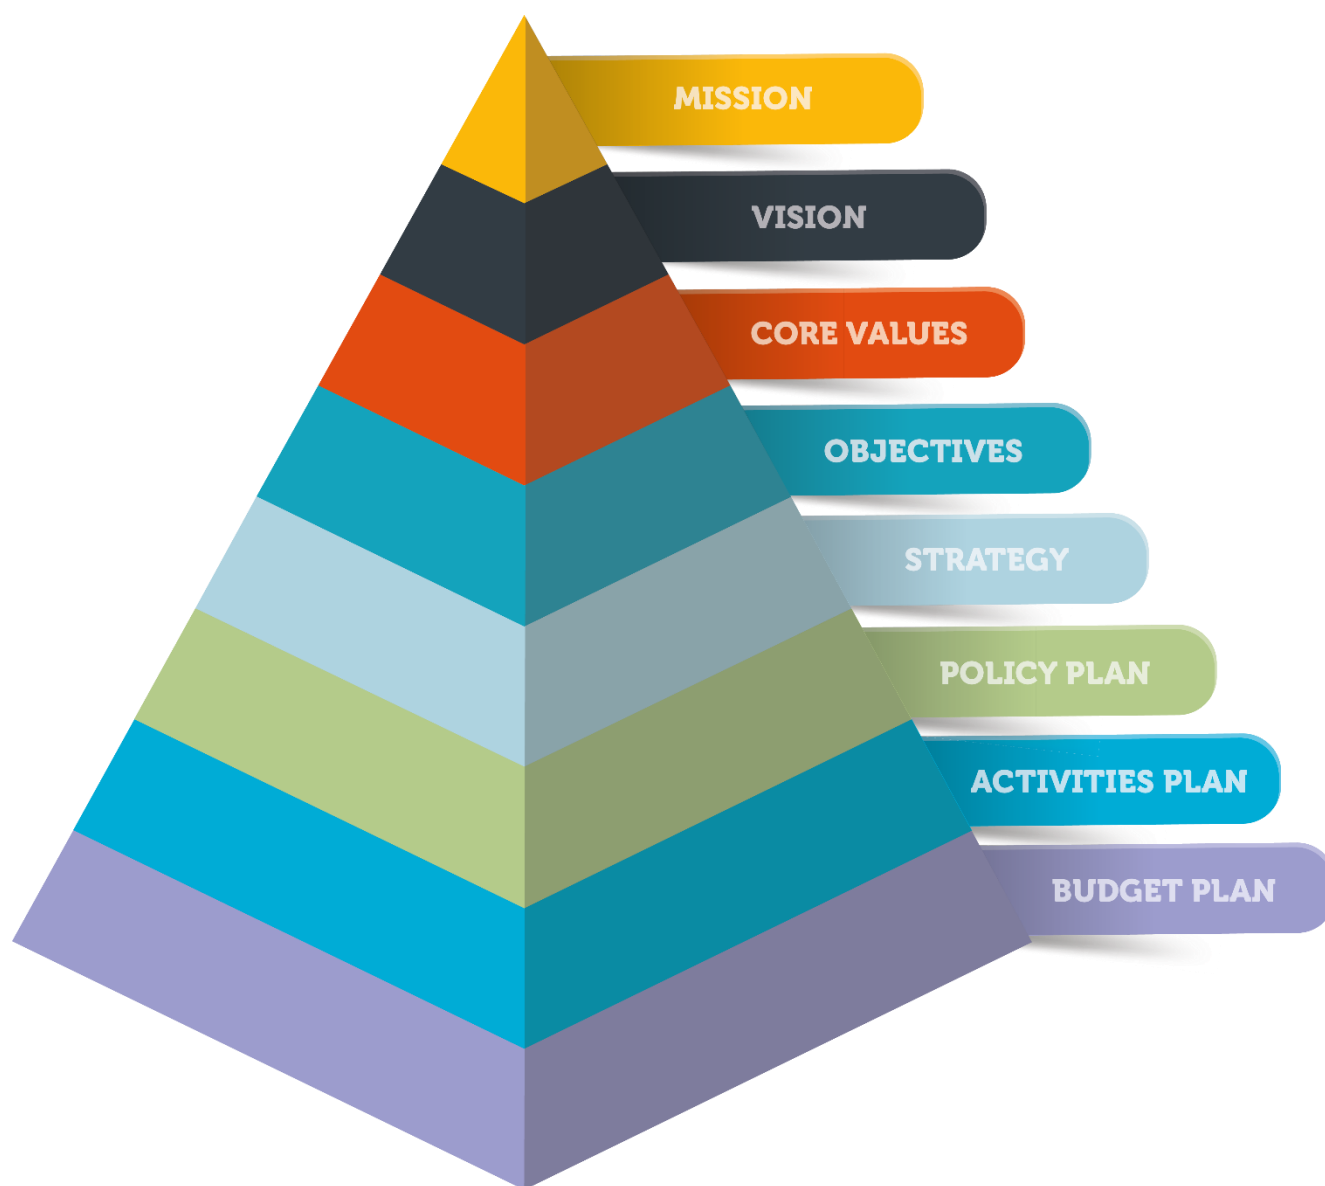 MISSION
VISION
CORE VALUES
OBJECTIVES
STRATEGY
POLICY PLAN
ACTIVITIES PLAN
BUDGET PLAN